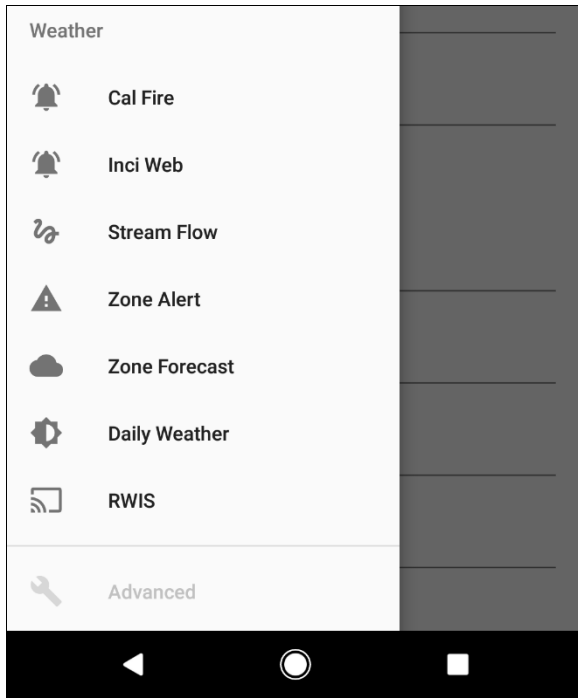 Weather
Cal Fire
Inci Web
Stream Flow
Zone Alert
Zone Forecast
Daily Weather
RWIS
Advanced